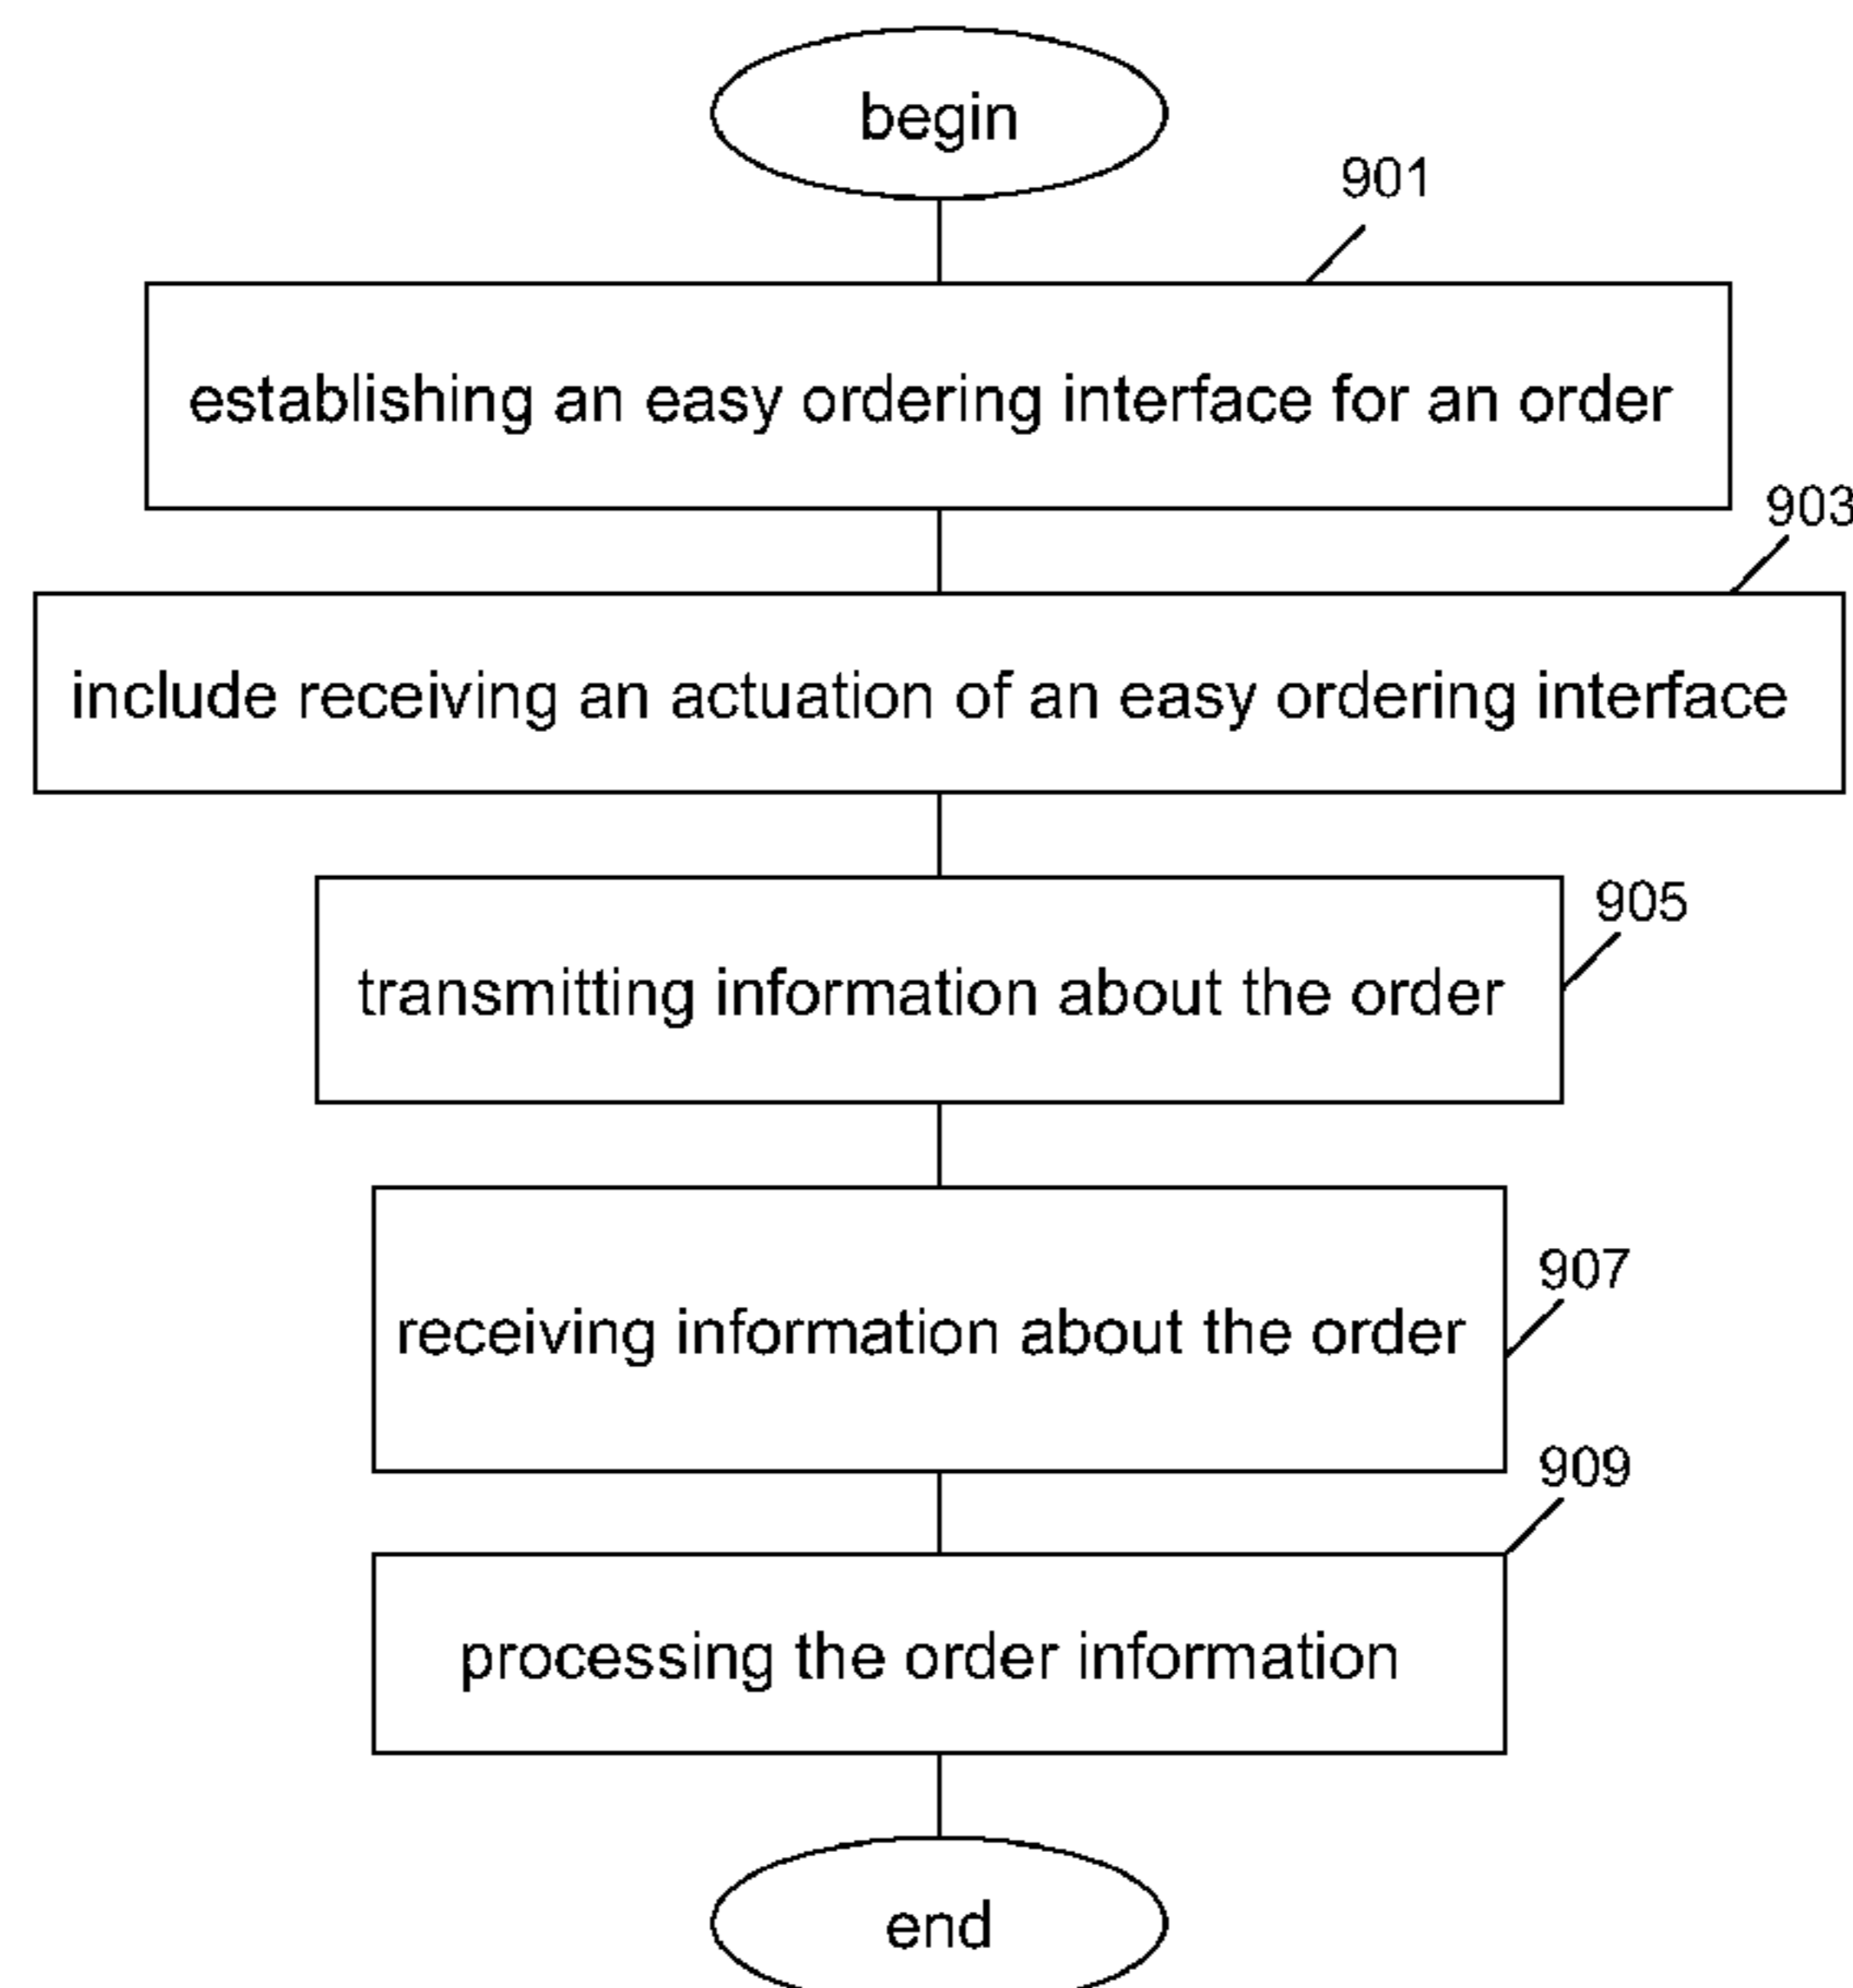 begin
901
establishing an easy ordering interface for an order
903
include receiving an actuation of an easy ordering interface
905
transmitting information about the order
907
receiving information about the order
909
processing the order information
end